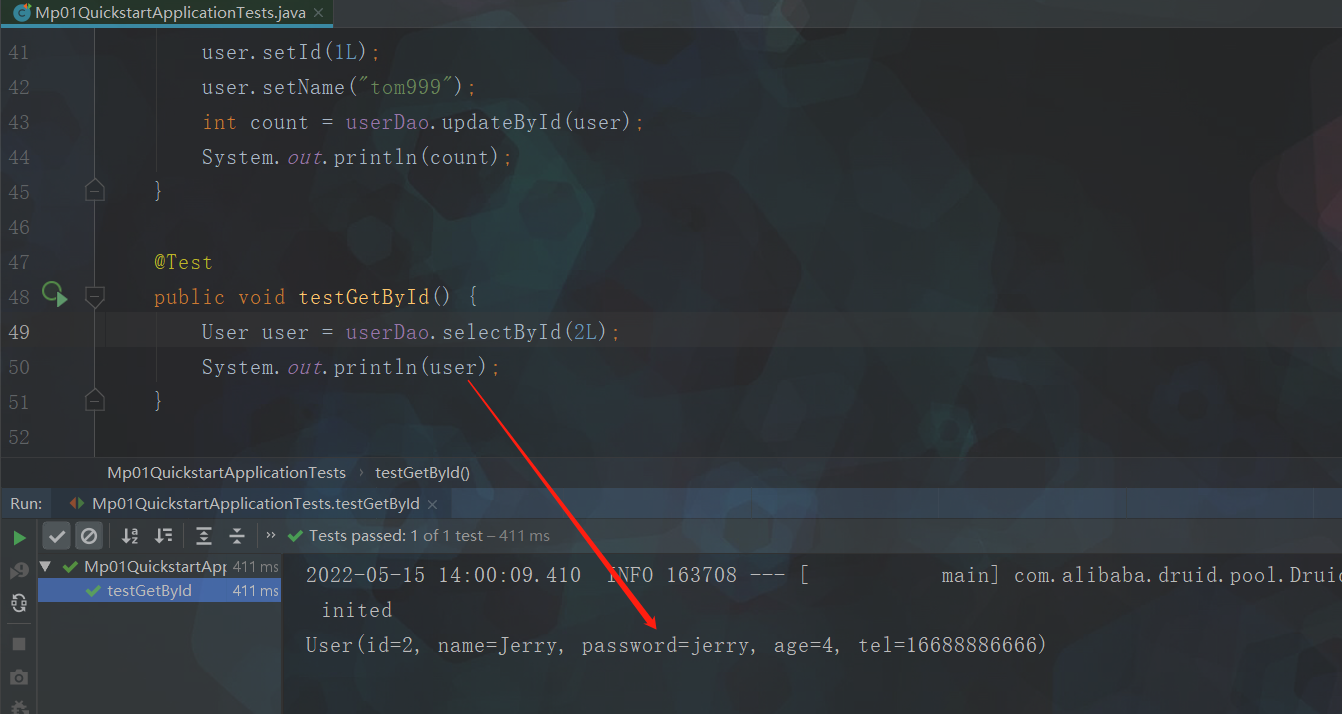 Mp01QuickstartApplicationTests.java
41 user.setId(1L);
42 user.setName("tom999");
43 int count = userDao.updateById(user);
44 System.out.println(count);
45 }
46
47 @Test
48 public void testGetById() {
49 User user = userDao.selectById(2L);
50 System.out.println(user);
51 }
52
Mp01QuickstartApplicationTests › testGetById()
Run: Mp01QuickstartApplicationTests.testGetById
» Tests passed: 1 of 1 test – 411 ms
Mp01QuickstartApp 411 ms
testGetById 411 ms
2022-05-15 14:00:09.410 INFO 163708 --- [ main] com.alibaba.druid.pool.Druid
inited
User(id=2, name=Jerry, password=jerry, age=4, tel=16688886666)